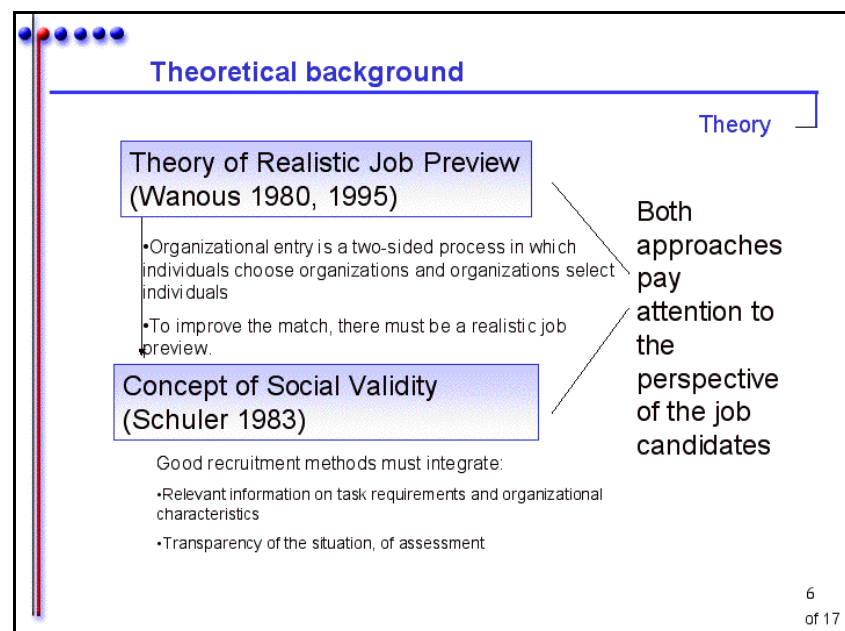 Theoretical background
Theory
Theory of Realistic Job Preview
(Wanous 1980, 1995)
•Organizational entry is a two-sided process in which
individuals choose organizations and organizations select
individuals
•To improve the match, there must be a realistic job
preview.
Concept of Social Validity
(Schuler 1983)
Good recruitment methods must integrate:
•Relevant information on task requirements and organizational
characteristics
•Transparency of the situation, of assessment
Both
approaches
pay
attention to
the
perspective
of the job
candidates
6
of 17